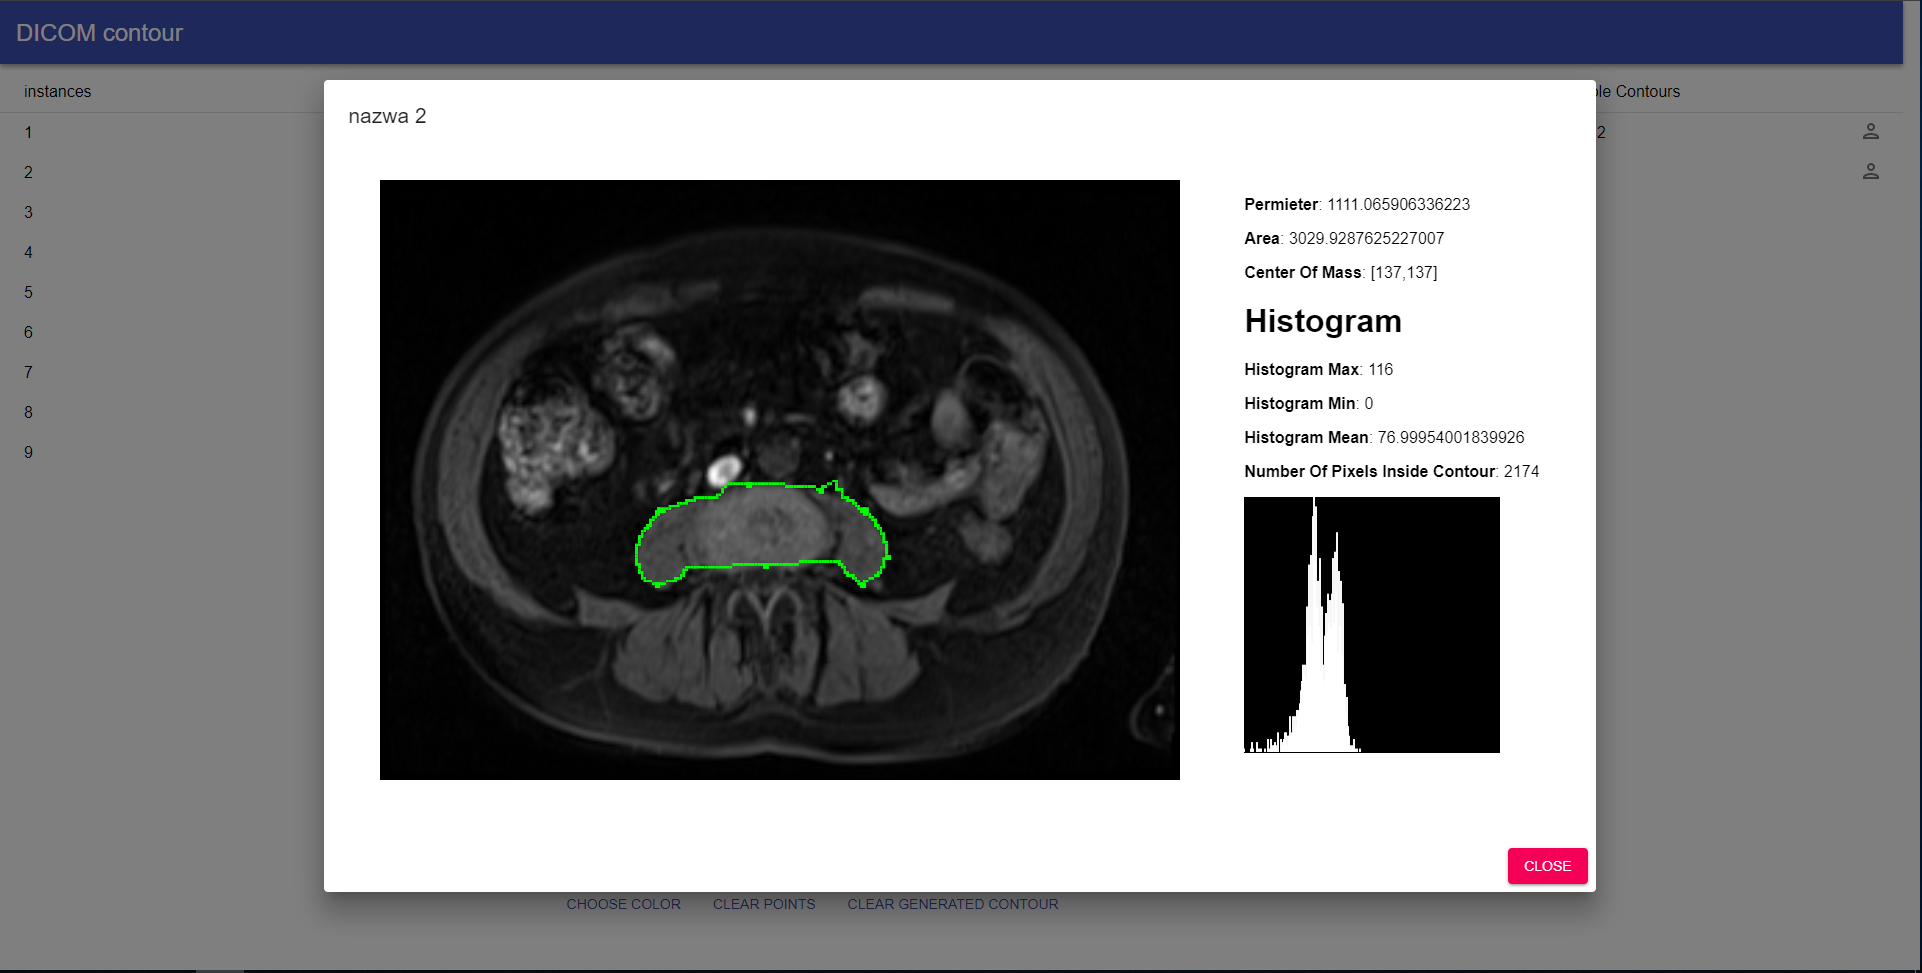 DICOM contour
instances
ole Contours
nazwa 2
1
2
2
3
4
5
6
7
8
9
Permieter: 1111.065906336223
Area: 3029.9287625227007
Center Of Mass: [137,137]
Histogram
Histogram Max: 116
Histogram Min: 0
Histogram Mean: 76.99954001839926
Number Of Pixels Inside Contour: 2174
CLOSE
CHOOSE COLOR CLEAR POINTS CLEAR GENERATED CONTOUR